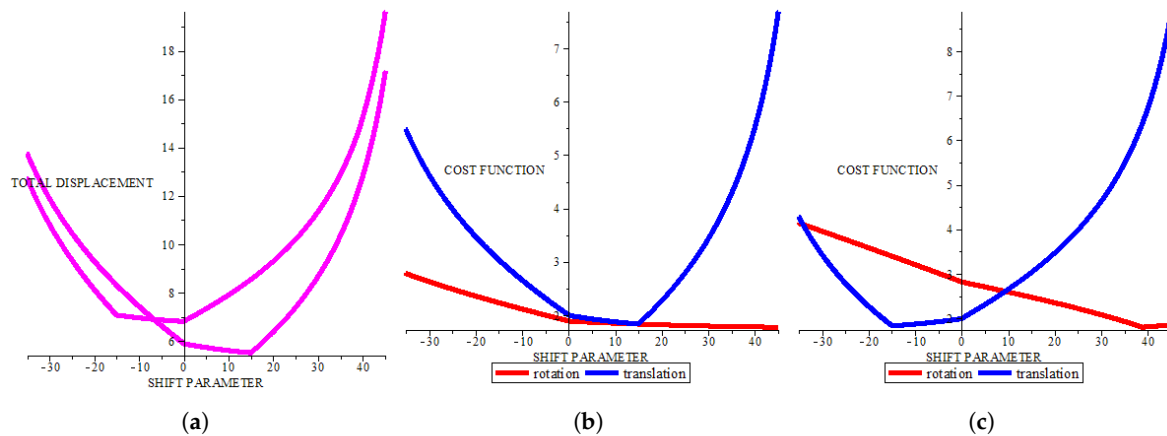 18
16
14
TOTAL DISPLACEMENT
12
10
8
6
−30 −20 −10 0 10 20 30 40
SHIFT PARAMETER
(a)
7
6
5
COST FUNCTION
4
3
2
−30 −20 −10 0 10 20 30 40
SHIFT PARAMETER
rotation translation
(b)
8
7
6
COST FUNCTION
5
4
3
2
−30 −20 −10 0 10 20 30 40
SHIFT PARAMETER
rotation translation
(c)